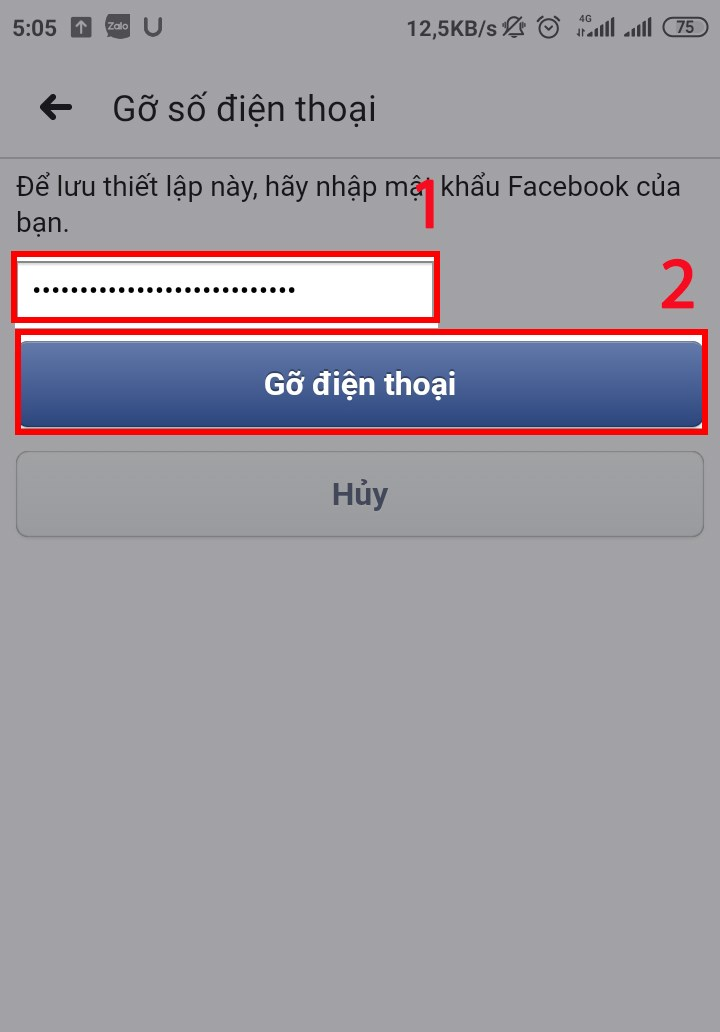 5:05 Zalo 12,5KB/s 4G 75
Gỡ số điện thoại
Để lưu thiết lập này, hãy nhập mật khẩu Facebook của
bạn.
1
••••••••••••••••••••••••••••
2
Gỡ điện thoại
Hủy